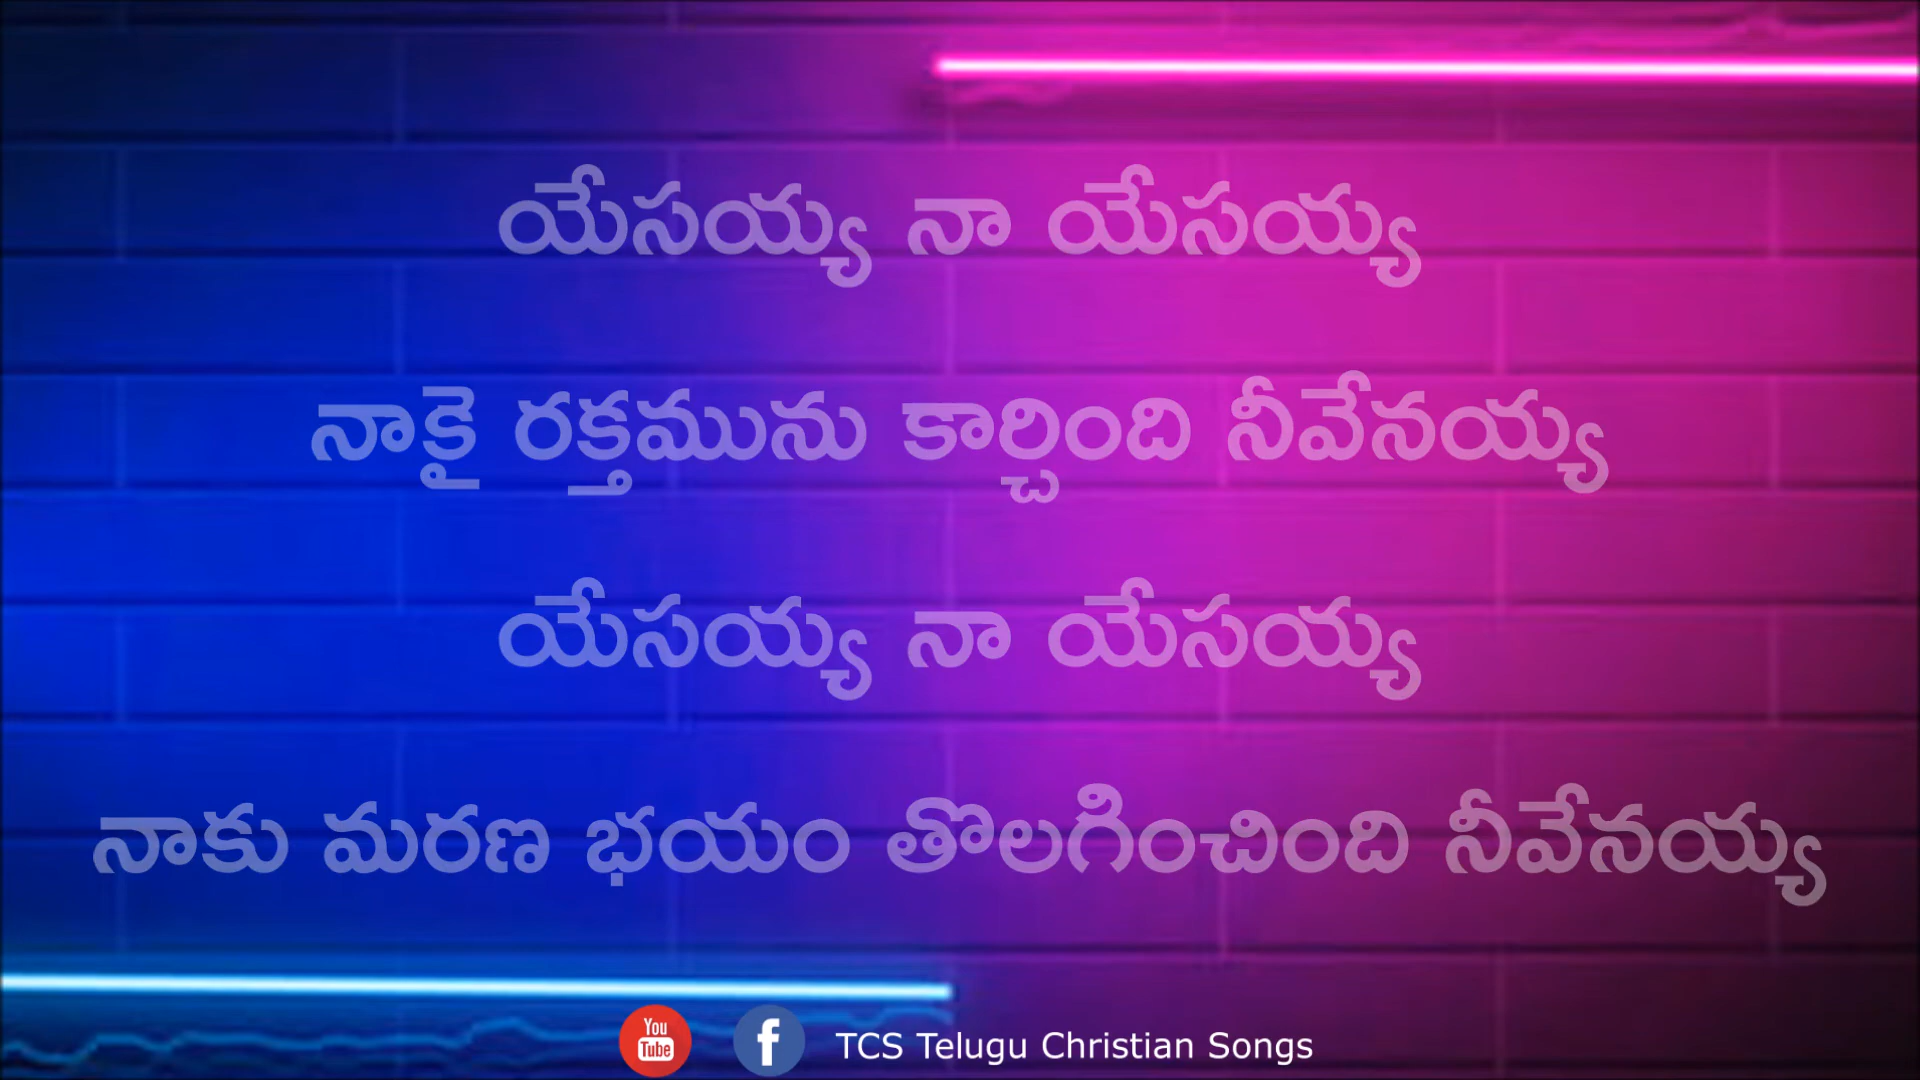 యేసయ్య నా యేసయ్య
నాకై రక్తమును కార్చింది నీవేనయ్య
యేసయ్య నా యేసయ్య
నాకు మరణ భయం తొలగించింది నీవేనయ్య
You Tube f TCS Telugu Christian Songs